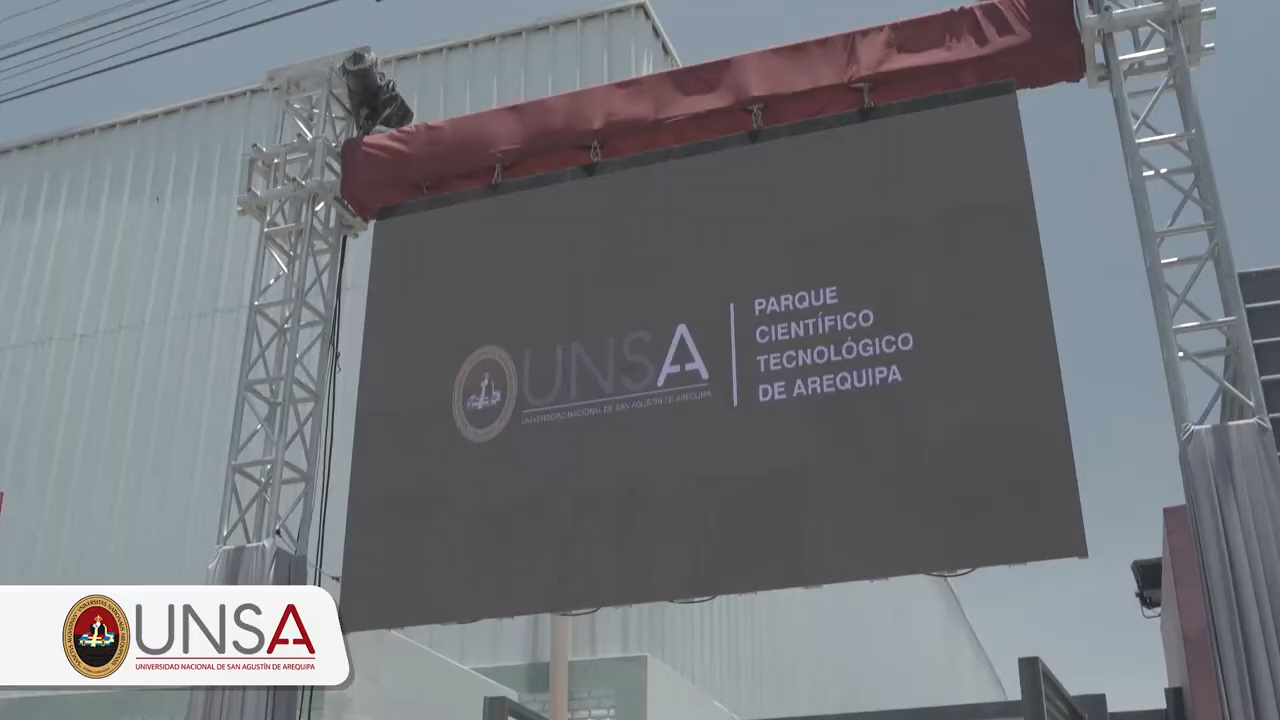 UNSA
UNIVERSIDAD NACIONAL DE SAN AGUSTÍN DE AREQUIPA
PARQUE
CIENTÍFICO
TECNOLÓGICO
DE AREQUIPA
UNSA
UNIVERSIDAD NACIONAL DE SAN AGUSTÍN DE AREQUIPA